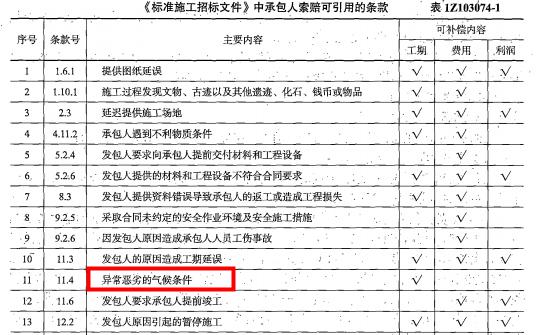 《标准施工招标文件》中承包人索赔可引用的条款 表1Z103074-1
序号 条款号 主要内容 可补偿内容
工期 费用 利润
1 1.6.1 提供图纸延误 √ √ √
2 1.10.1 施工过程发现文物、古迹以及其他遗迹、化石、钱币或物品 √ √
3 2.3 延迟提供施工场地 √ √ √
4 4.11.2 承包人遇到不利物质条件 √ √
5 5.2.4 发包人要求向承包人提前交付材料和工程设备 √
6 5.2.6 发包人提供的材料和工程设备不符合合同要求 √ √ √
7 8.3 发包人提供资料错误导致承包人的返工或造成工程损失 √ √ √
8 9.2.5 采取合同未约定的安全作业环境及安全施工措施 √
9 9.2.6 因发包人原因造成承包人人员工伤事故 √
10 11.3 发包人的原因造成工期延误 √ √ √
11 11.4 异常恶劣的气候条件 √
12 11.6 发包人要求承包人提前竣工 √ √
13 12.2 发包人原因引起的暂停施工 √ √ √